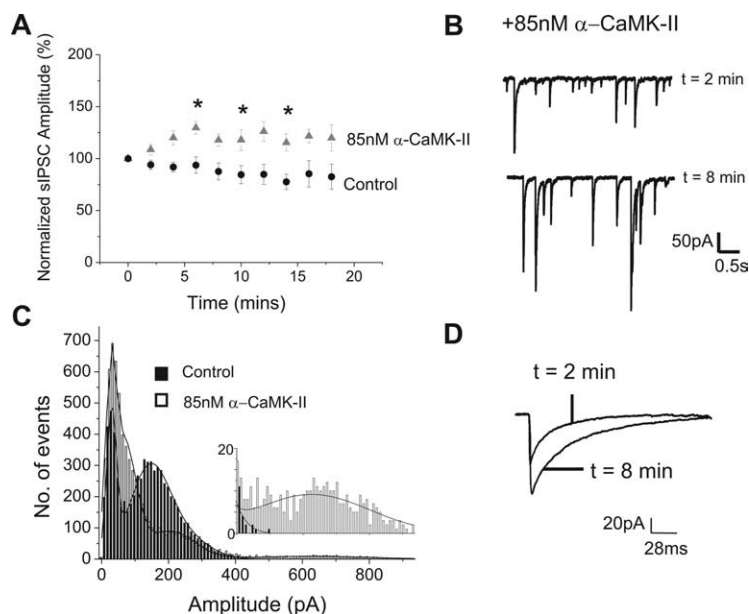 A
Normalized sIPSC Amplitude (%)
200
150
100
50
0
* * *
85nM α-CaMK-II
Control
0 5 10 15 20
Time (mins)
B
+85nM α–CaMK-II
t = 2 min
t = 8 min
50pA
0.5s
C
No. of events
700
600
500
400
300
200
100
0
Control
85nM α–CaMK-II
20
0
0 200 400 600 800
Amplitude (pA)
D
t = 2 min
t = 8 min
20pA
28ms